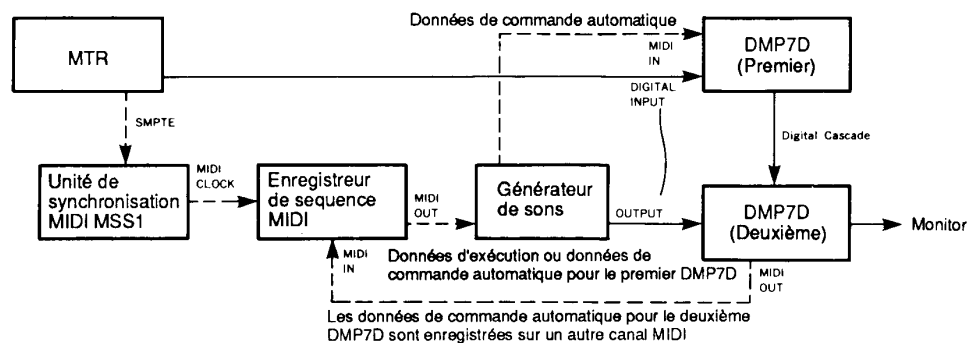 Données de commande automatique
MTR
MIDI
IN
DMP7D
(Premier)
DIGITAL
INPUT
SMPTE
Digital Cascade
Unité de
synchronisation
MIDI MSS1
MIDI
CLOCK
Enregistreur
de sequence
MIDI
MIDI
OUT
Générateur
de sons
OUTPUT
DMP7D
(Deuxième)
Monitor
MIDI
IN
Données d'exécution ou données de
commande automatique pour le premier DMP7D
MIDI
OUT
Les données de commande automatique pour le deuxième
DMP7D sont enregistrées sur un autre canal MIDI